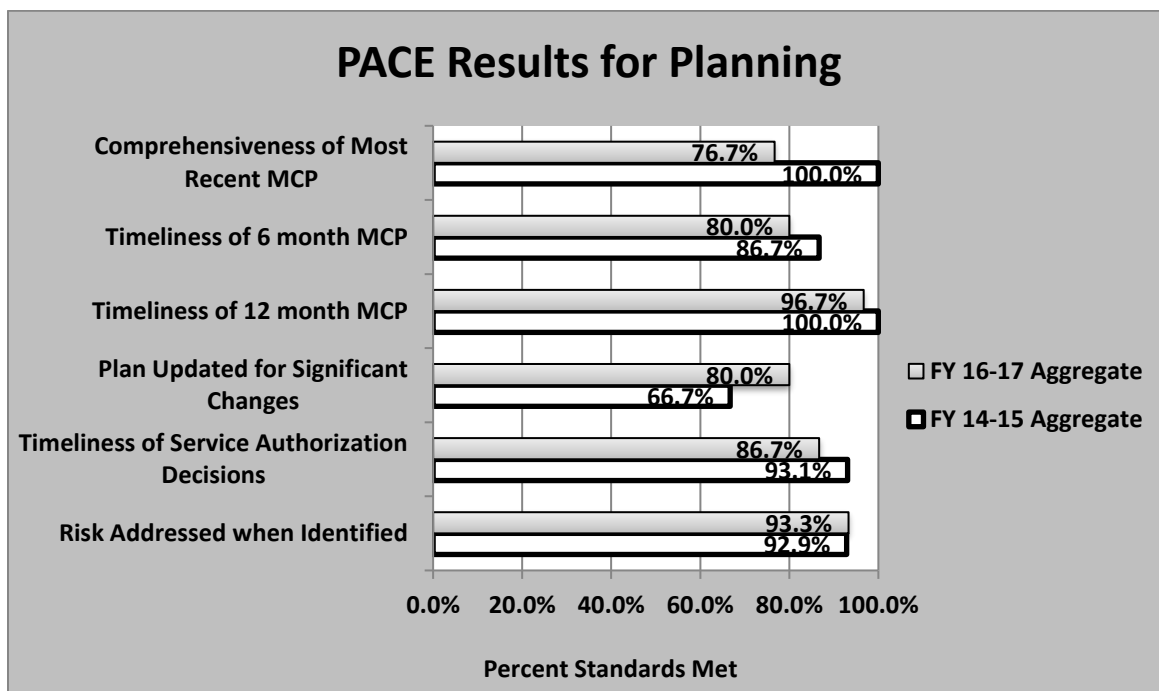 PACE Results for Planning
Comprehensiveness of Most
Recent MCP
76.7%
100.0%
Timeliness of 6 month MCP
80.0%
86.7%
Timeliness of 12 month MCP
96.7%
100.0%
Plan Updated for Significant
Changes
80.0%
66.7%
Timeliness of Service Authorization
Decisions
86.7%
93.1%
Risk Addressed when Identified
93.3%
92.9%
FY 16-17 Aggregate
FY 14-15 Aggregate
0.0% 20.0% 40.0% 60.0% 80.0% 100.0%
Percent Standards Met